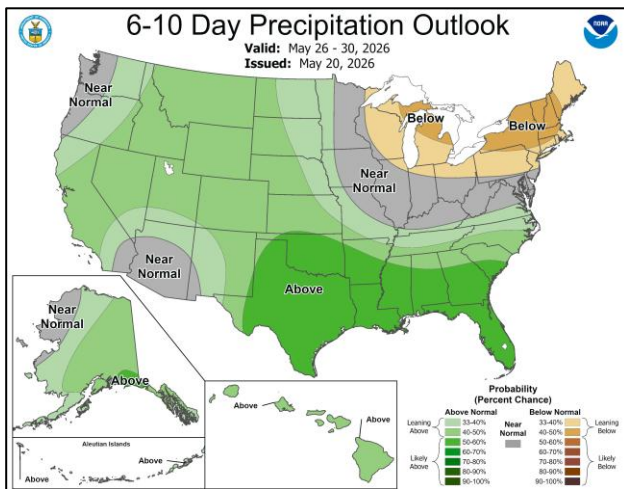 6-10 Day Precipitation Outlook
Valid: May 26 - 30, 2026
Issued: May 20, 2026
NOAA
Near
Normal
Below
Below
Near
Normal
Near
Normal
Above
Near
Normal
Above
Aleutian Islands
Above
Above
Above
Above
Probability
(Percent Chance)
Above Normal
Below Normal
Leaning
Above
33-40%
40-50%
Near
Normal
33-40%
40-50%
Leaning
Below
Likely
Above
50-60%
60-70%
70-80%
80-90%
90-100%
50-60%
60-70%
70-80%
80-90%
90-100%
Likely
Below